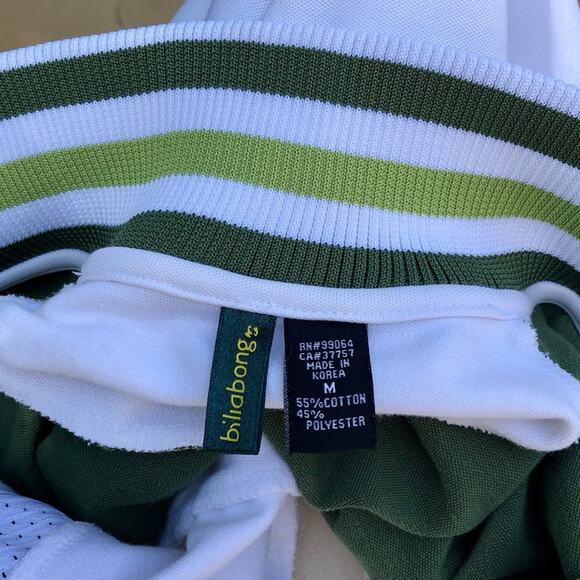 billabong
RN#99064
CA#37757
MADE IN
KOREA
M
55%COTTON
45%
POLYESTER